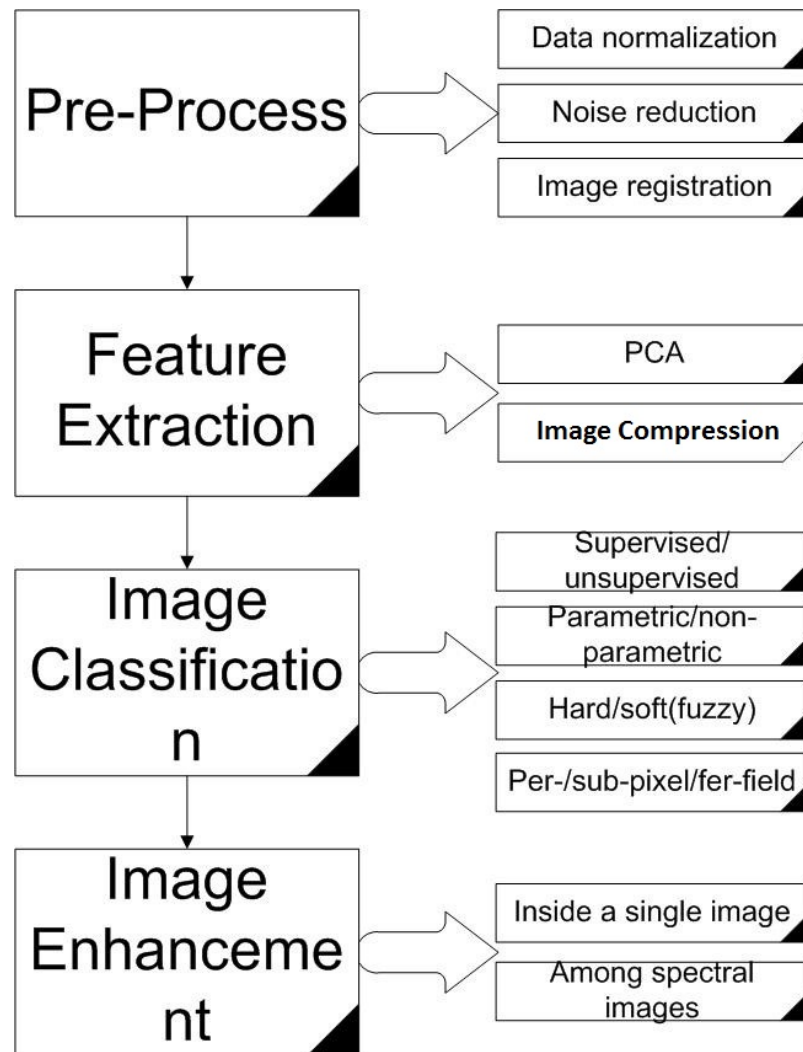 Pre-Process
Data normalization
Noise reduction
Image registration
Feature
Extraction
PCA
Image Compression
Image
Classificatio
n
Supervised/
unsupervised
Parametric/non-
parametric
Hard/soft(fuzzy)
Per-/sub-pixel/fer-field
Image
Enhanceme
nt
Inside a single image
Among spectral
images